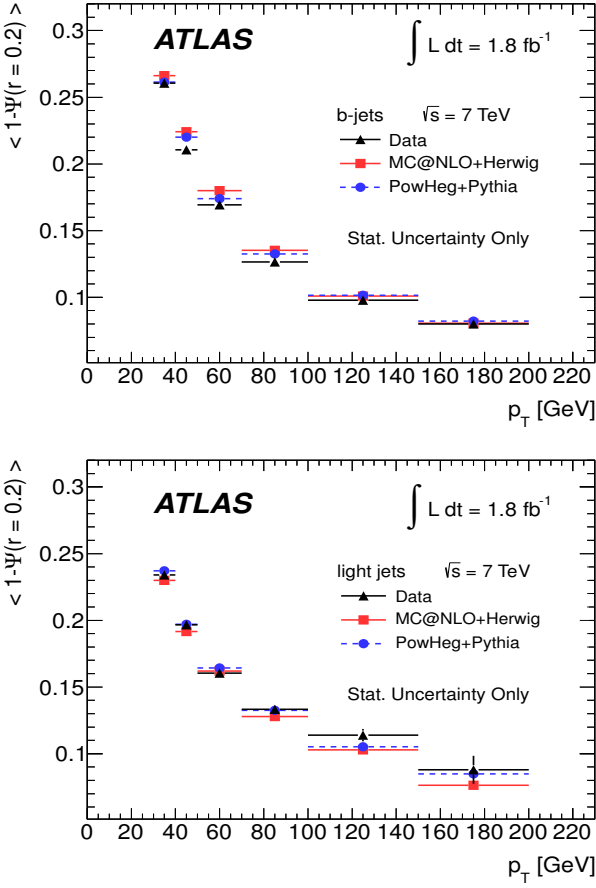 < 1-Ψ(r = 0.2) >
0.3
0.25
0.2
0.15
0.1
ATLAS
∫ L dt = 1.8 fb-1
b-jets √s = 7 TeV
Data
MC@NLO+Herwig
PowHeg+Pythia
Stat. Uncertainty Only
0 20 40 60 80 100 120 140 160 180 200 220
pT [GeV]
< 1-Ψ(r = 0.2) >
0.3
0.25
0.2
0.15
0.1
ATLAS
∫ L dt = 1.8 fb-1
light jets √s = 7 TeV
Data
MC@NLO+Herwig
PowHeg+Pythia
Stat. Uncertainty Only
0 20 40 60 80 100 120 140 160 180 200 220
pT [GeV]